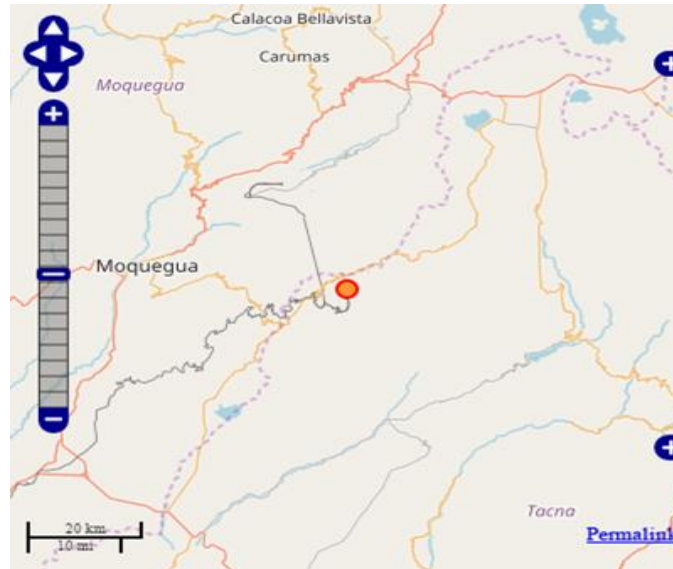 Calacoa Bellavista
Carumas
Moquegua
Moquegua
20 km
10 mi
Tacna
Permalink